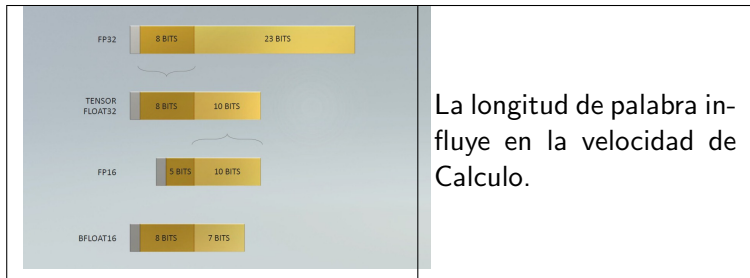 FP32
8 BITS
23 BITS
TENSOR
FLOAT32
8 BITS
10 BITS
FP16
5 BITS
10 BITS
BFLOAT16
8 BITS
7 BITS
La longitud de palabra in-
fluye en la velocidad de
Calculo.